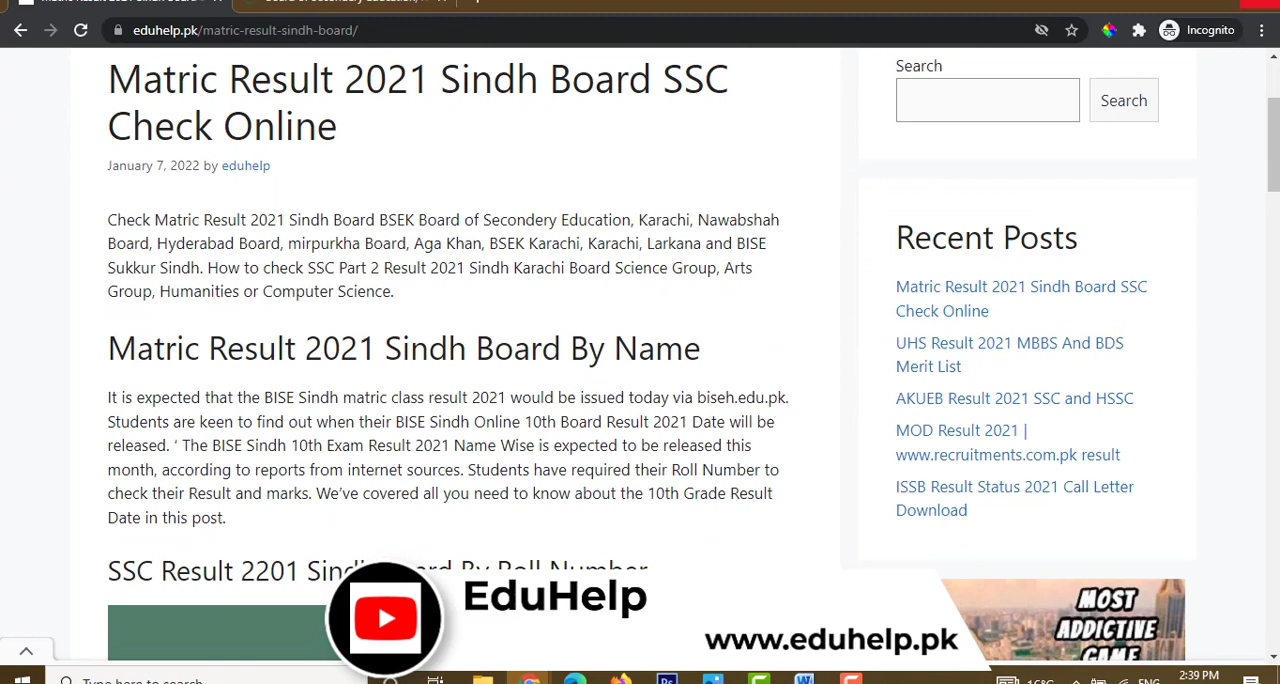 eduhelp.pk/matric-result-sindh-board/
Incognito
Matric Result 2021 Sindh Board SSC
Check Online
January 7, 2022 by eduhelp
Check Matric Result 2021 Sindh Board BSEK Board of Secondery Education, Karachi, Nawabshah
Board, Hyderabad Board, mirpurkha Board, Aga Khan, BSEK Karachi, Karachi, Larkana and BISE
Sukkur Sindh. How to check SSC Part 2 Result 2021 Sindh Karachi Board Science Group, Arts
Group, Humanities or Computer Science.
Matric Result 2021 Sindh Board By Name
It is expected that the BISE Sindh matric class result 2021 would be issued today via biseh.edu.pk.
Students are keen to find out when their BISE Sindh Online 10th Board Result 2021 Date will be
released. ‘ The BISE Sindh 10th Exam Result 2021 Name Wise is expected to be released this
month, according to reports from internet sources. Students have required their Roll Number to
check their Result and marks. We’ve covered all you need to know about the 10th Grade Result
Date in this post.
SSC Result 2201 Sindh Board By Roll Number
Search
Search
Recent Posts
Matric Result 2021 Sindh Board SSC
Check Online
UHS Result 2021 MBBS And BDS
Merit List
AKUEB Result 2021 SSC and HSSC
MOD Result 2021 |
www.recruitments.com.pk result
ISSB Result Status 2021 Call Letter
Download
MOST
ADDICTIVE
GAME
EduHelp
www.eduhelp.pk
Type here to search
16°C
ENG
2:39 PM